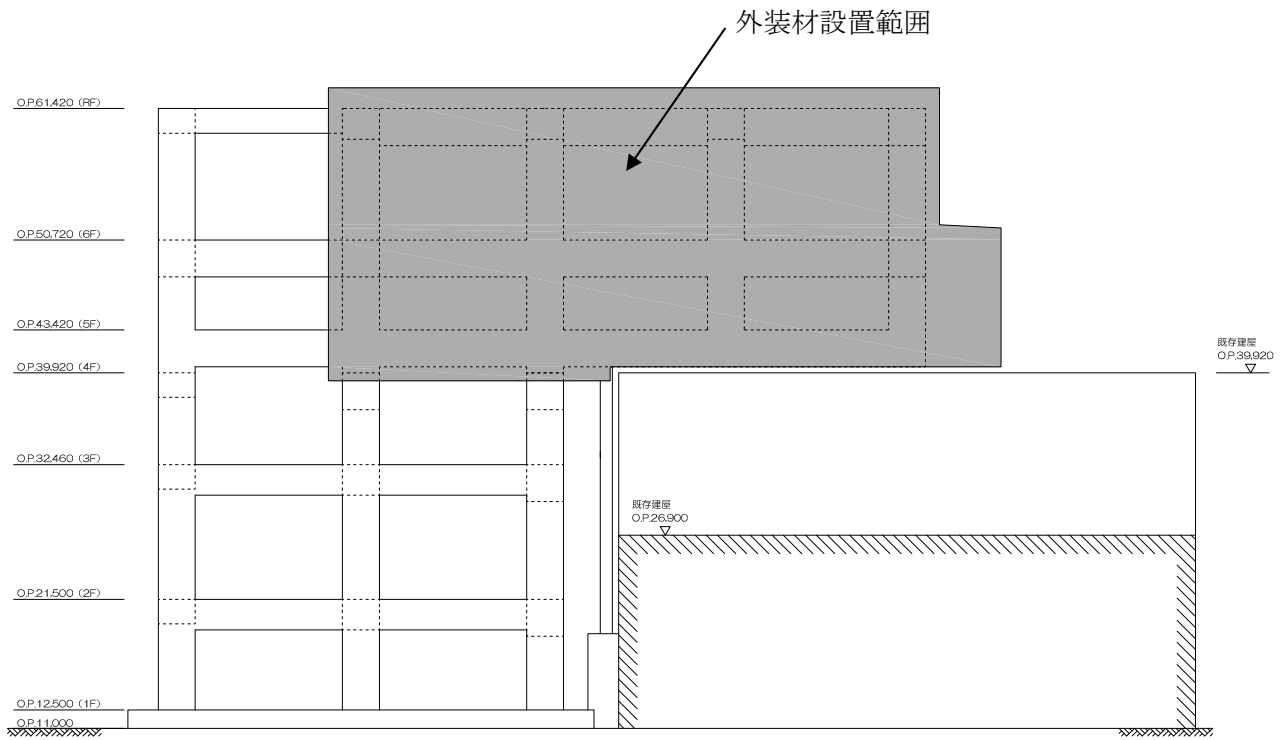 外装材設置範囲
O.P.61,420 (RF)
O.P.50,720 (6F)
O.P.43,420 (5F)
既存建屋
O.P.39,920
O.P.39,920 (4F)
O.P.32,460 (3F)
既存建屋
O.P.26,900
O.P.21,500 (2F)
O.P.12,500 (1F)
O.P.11,000